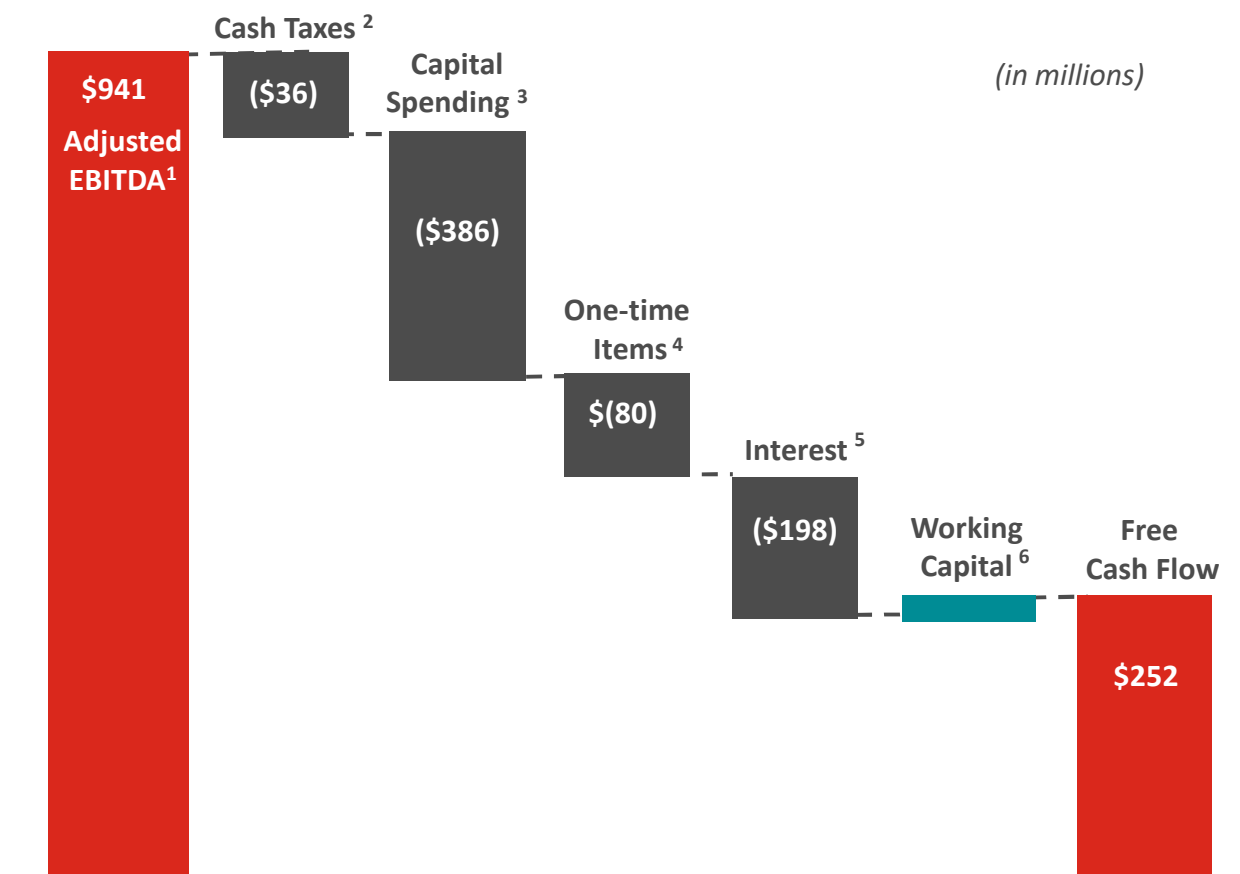 Cash Taxes 2
Capital
Spending 3
(in millions)
$941
Adjusted
EBITDA1
($36)
($386)
One-time
Items 4
$(80)
Interest 5
($198)
Working
Capital 6
Free
Cash Flow
$252